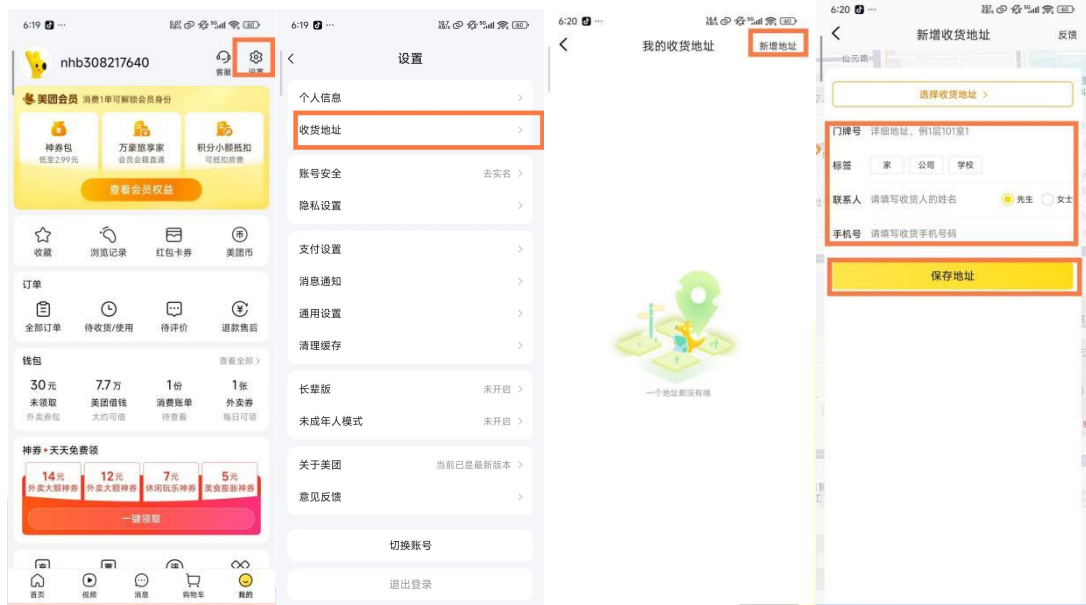 6:19
60
nhb308217640
客服
设置
美团会员 消费1单可解锁会员身份
神券包
低至2.99元
万豪旅享家
会员合籍直通
积分小额抵扣
可抵扣房费
查看会员权益
收藏
浏览记录
红包卡券
币
美团币
订单
全部订单
待收货/使用
待评价
退款售后
钱包
查看全部 >
30元
7.7万
1份
1张
未领取
美团借钱
消费账单
外卖券
外卖券包
大约可借
待查看
每日可领
神券•天天免费领
14元
外卖大额神券
12元
外卖大额神券
7元
休闲玩乐神券
5元
美食膨胀神券
一键领取
首页
视频
消息
购物车
我的
6:19
60
设置
个人信息
收货地址
账号安全
去实名 >
隐私设置
支付设置
消息通知
通用设置
清理缓存
长辈版
未开启 >
未成年人模式
未开启 >
关于美团
当前已是最新版本 >
意见反馈
切换账号
退出登录
6:20
60
我的收货地址
新增地址
一个地址都没有哦
6:20
60
新增收货地址
反馈
仙元路
选择收货地址 >
门牌号 详细地址，例1层101室1
标签 家 公司 学校
联系人 请填写收货人的姓名 先生 女士
手机号 请填写收货手机号码
保存地址